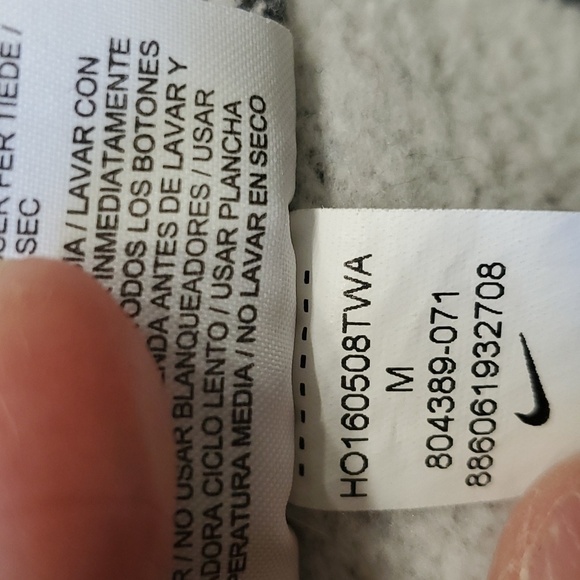 SEC
LAVAR CON
INMEDIATAMENTE
LOS BOTONES
ANTES DE LAVAR Y
/ NO USAR BLANQUEADORES / USAR
CICLO LENTO / USAR PLANCHA
MEDIA / NO LAVAR EN SECO
HO160508TWA
M
804389-071
886061932708